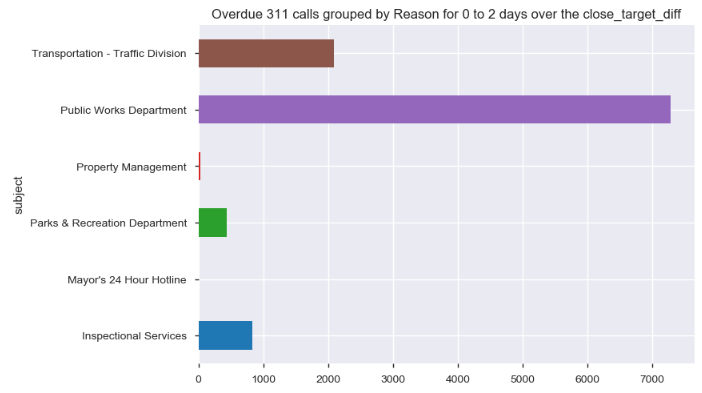 Overdue 311 calls grouped by Reason for 0 to 2 days over the close_target_diff
Transportation - Traffic Division
Public Works Department
Property Management
subject
Parks & Recreation Department
Mayor's 24 Hour Hotline
Inspectional Services
0 1000 2000 3000 4000 5000 6000 7000